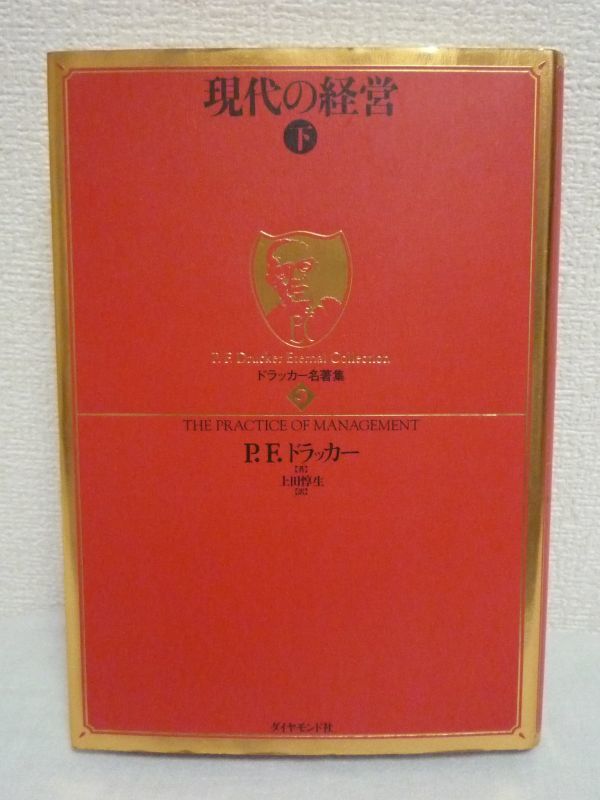 現代の経営
下
P. F. Drucker Eternal Collection
ドラッカー名著集
3
THE PRACTICE OF MANAGEMENT
P.F.ドラッカー
[著]
上田惇生
[訳]
ダイヤモンド社